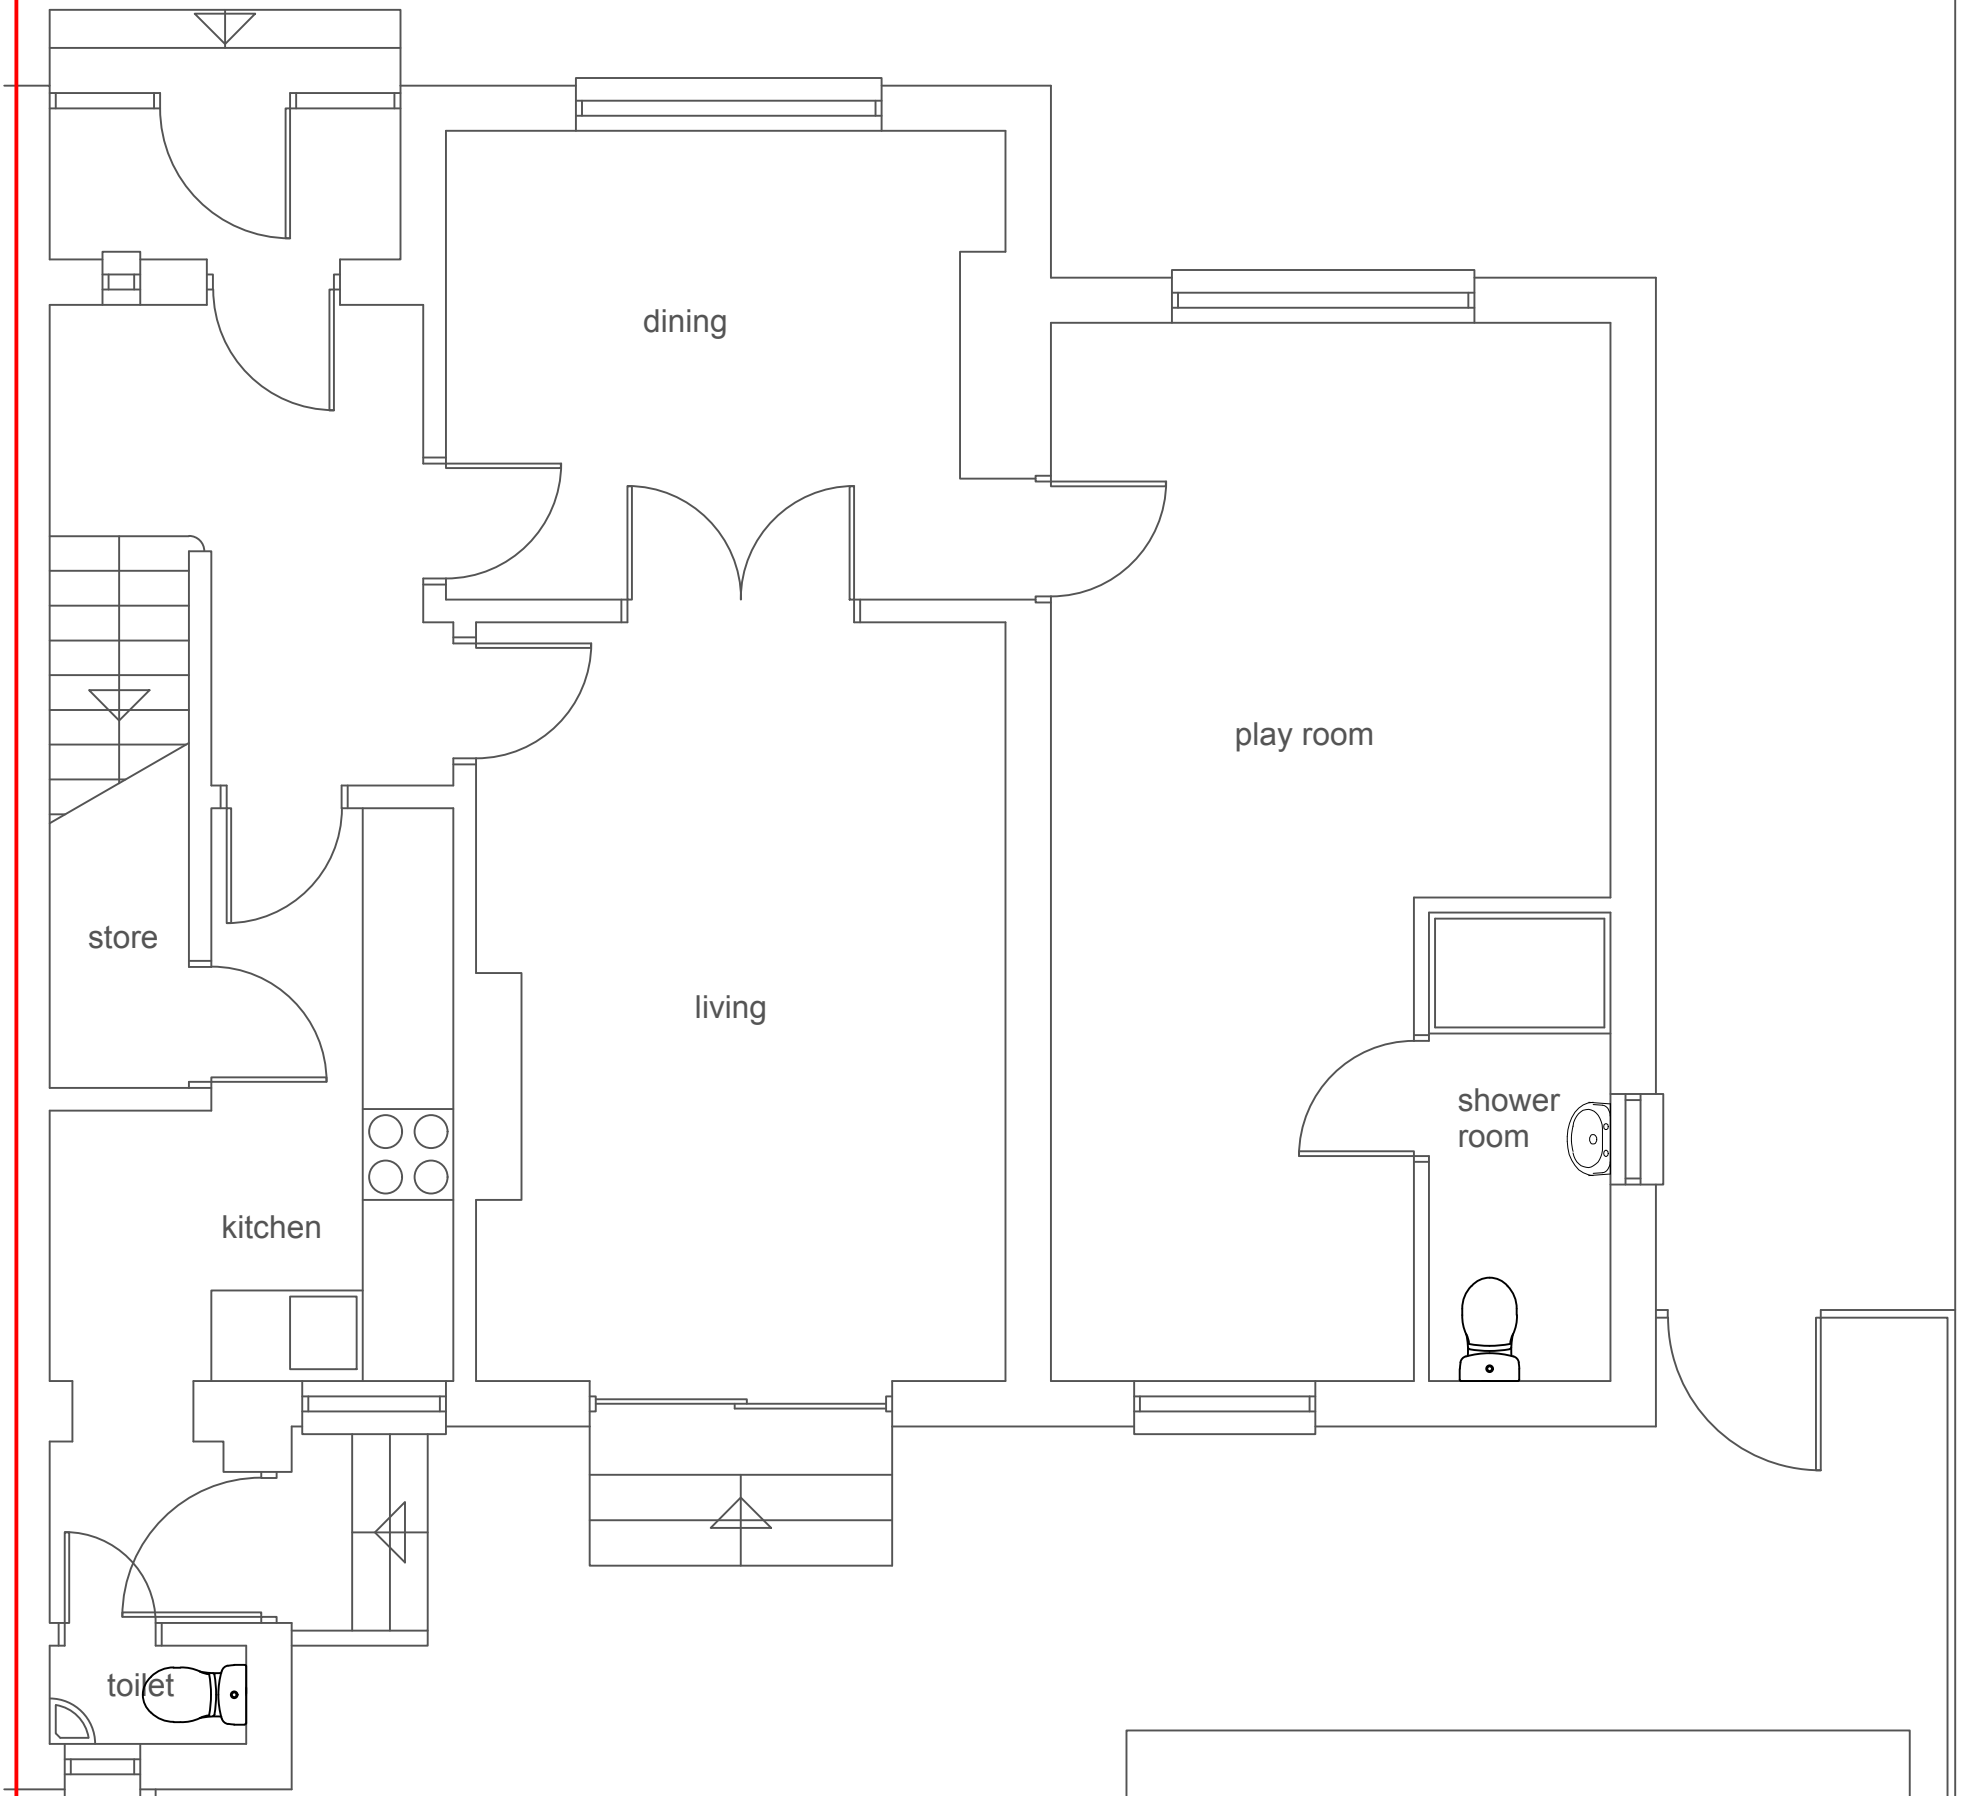 dining
play room
store
living
shower
room
kitchen
toilet